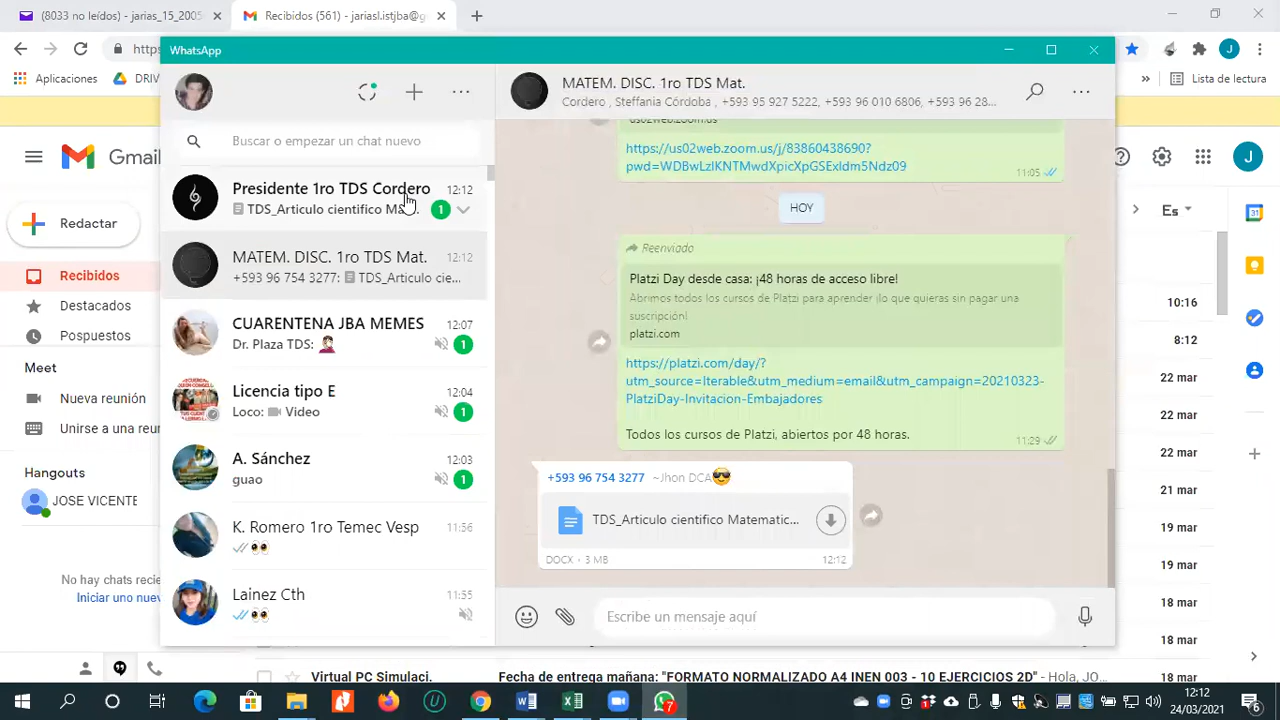 (8033 no leídos) - jarias_15_2005
Recibidos (561) - jariasl.istjba@g
https
Aplicaciones
DRIV
Lista de lectura
J
WhatsApp
Buscar o empezar un chat nuevo
Presidente 1ro TDS Cordero
12:12
TDS_Articulo cientifico Ma...
1
MATEM. DISC. 1ro TDS Mat.
12:12
+593 96 754 3277: TDS_Articulo cie...
CUARENTENA JBA MEMES
12:07
Dr. Plaza TDS:
1
Licencia tipo E
12:04
Loco: Video
1
A. Sánchez
12:03
guao
1
K. Romero 1ro Temec Vesp
11:56
Lainez Cth
11:55
MATEM. DISC. 1ro TDS Mat.
Cordero , Steffania Córdoba , +593 95 927 5222, +593 96 010 6806, +593 96 28...
us02web.zoom.us
https://us02web.zoom.us/j/83860438690?
pwd=WDBwLzlKNTMwdXpicXpGSExIdm5Ndz09
11:05
HOY
Reenviado
Platzi Day desde casa: ¡48 horas de acceso libre!
Abrimos todos los cursos de Platzi para aprender ¡lo que quieras sin pagar una
suscripción!
platzi.com
https://platzi.com/day/?
utm_source=Iterable&utm_medium=email&utm_campaign=20210323-
PlatziDay-Invitacion-Embajadores
Todos los cursos de Platzi, abiertos por 48 horas.
11:29
+593 96 754 3277 ~Jhon DCA😎
TDS_Articulo cientifico Matematic...
DOCX • 3 MB
12:12
Escribe un mensaje aquí
Gmail
Redactar
Recibidos
Destacados
Pospuestos
Meet
Nueva reunión
Unirse a una reun
Hangouts
JOSE VICENTE
No hay chats recie
Iniciar uno nuev
J
Es
10:16
8:12
22 mar
22 mar
22 mar
21 mar
19 mar
19 mar
18 mar
18 mar
Virtual PC Simulaci.
Fecha de entrega mañana: "FORMATO NORMALIZADO A4 INEN 003 - 10 EJERCICIOS 2D" - Hola, JO
18 mar
7
12:12
24/03/2021
6